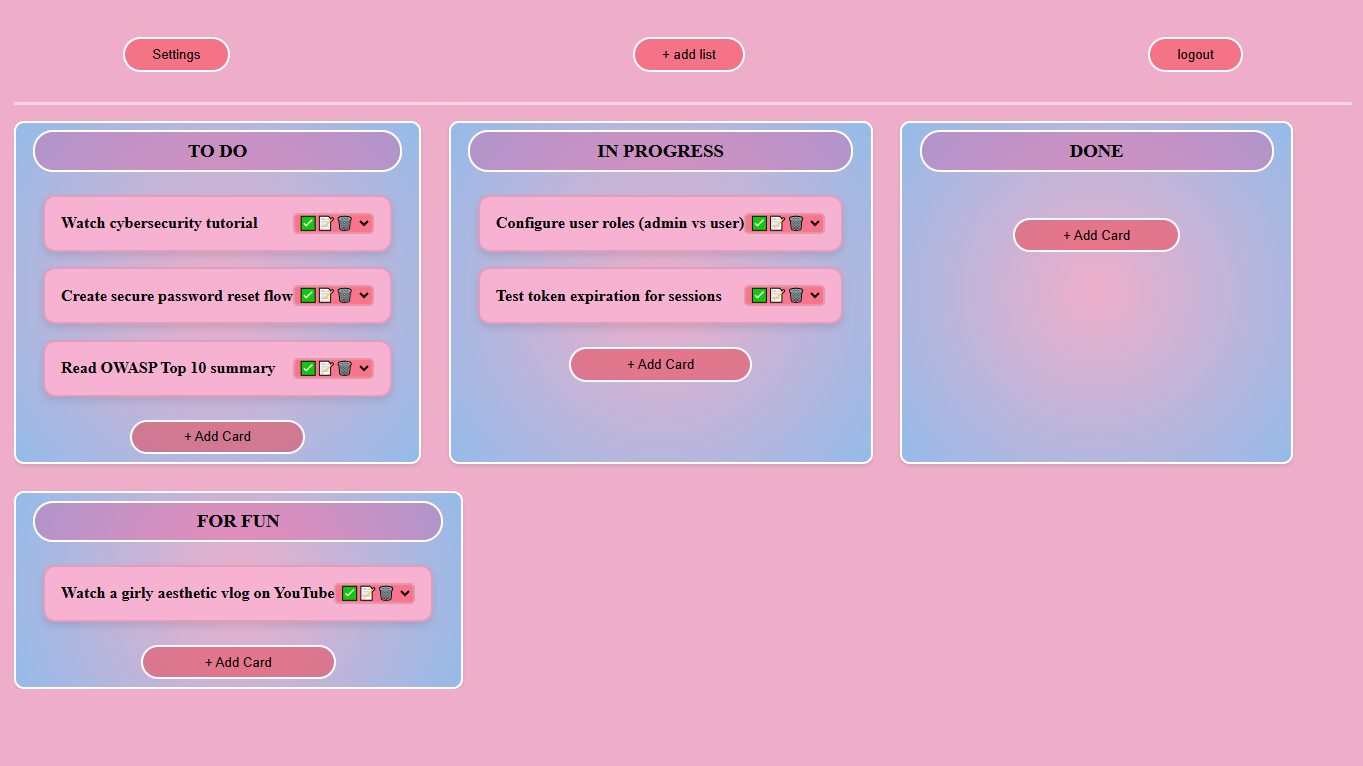 Settings
+ add list
logout
TO DO
Watch cybersecurity tutorial ✅📝🗑️
Create secure password reset flow ✅📝🗑️
Read OWASP Top 10 summary ✅📝🗑️
+ Add Card
IN PROGRESS
Configure user roles (admin vs user) ✅📝🗑️
Test token expiration for sessions ✅📝🗑️
+ Add Card
DONE
+ Add Card
FOR FUN
Watch a girly aesthetic vlog on YouTube ✅📝🗑️
+ Add Card